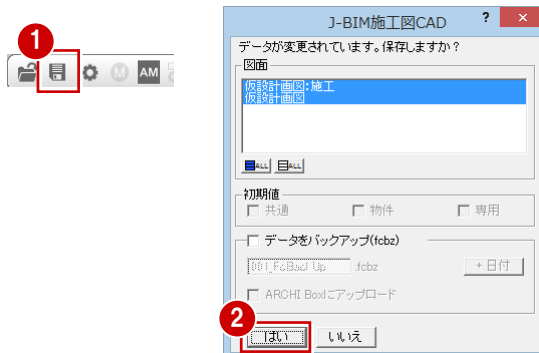 1
M
AM
J-BIM施工図CAD
?
×
データが変更されています。保存しますか?
図面
仮設計画図:施工
仮設計画図
ALL
ALL
初期値
共通
物件
専用
データをバックアップ(fcbz)
.fcbz
+日付
ARCHI Boxにアップロード
2
はい
いいえ